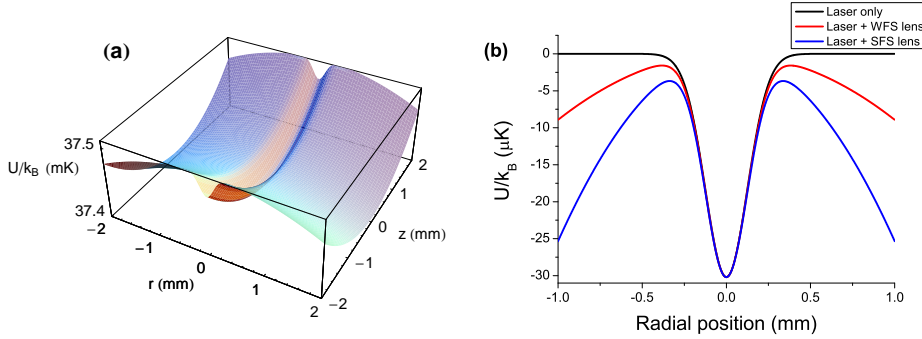 (a)
U/kB (mK)
37.5
37.4
−2
−1
0
1
2
r (mm)
−2
−1
0
1
2
z (mm)
(b)
Laser only
Laser + WFS lens
Laser + SFS lens
U/kB (μK)
0
-5
-10
-15
-20
-25
-30
-1.0
-0.5
0.0
0.5
1.0
Radial position (mm)